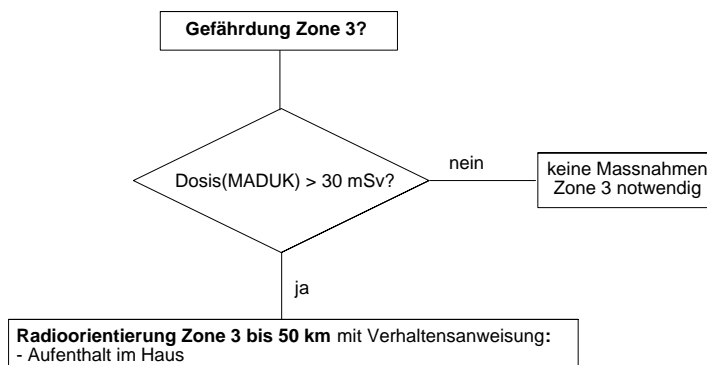 Gefährdung Zone 3?
Dosis(MADUK) > 30 mSv?
nein
keine Massnahmen
Zone 3 notwendig
ja
Radioorientierung Zone 3 bis 50 km mit Verhaltensanweisung:
- Aufenthalt im Haus